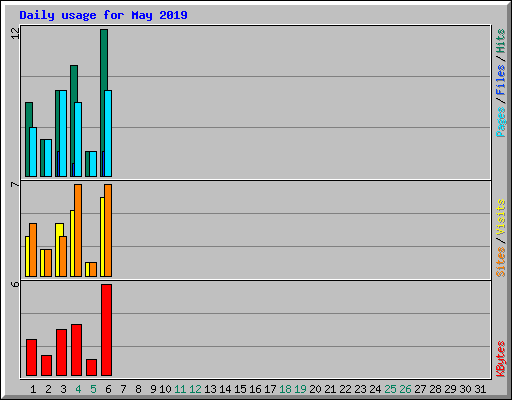 Daily usage for May 2019
12
Pages / Files / Hits
7
Sites / Visits
6
KBytes
1 2 3 4 5 6 7 8 9 10 11 12 13 14 15 16 17 18 19 20 21 22 23 24 25 26 27 28 29 30 31